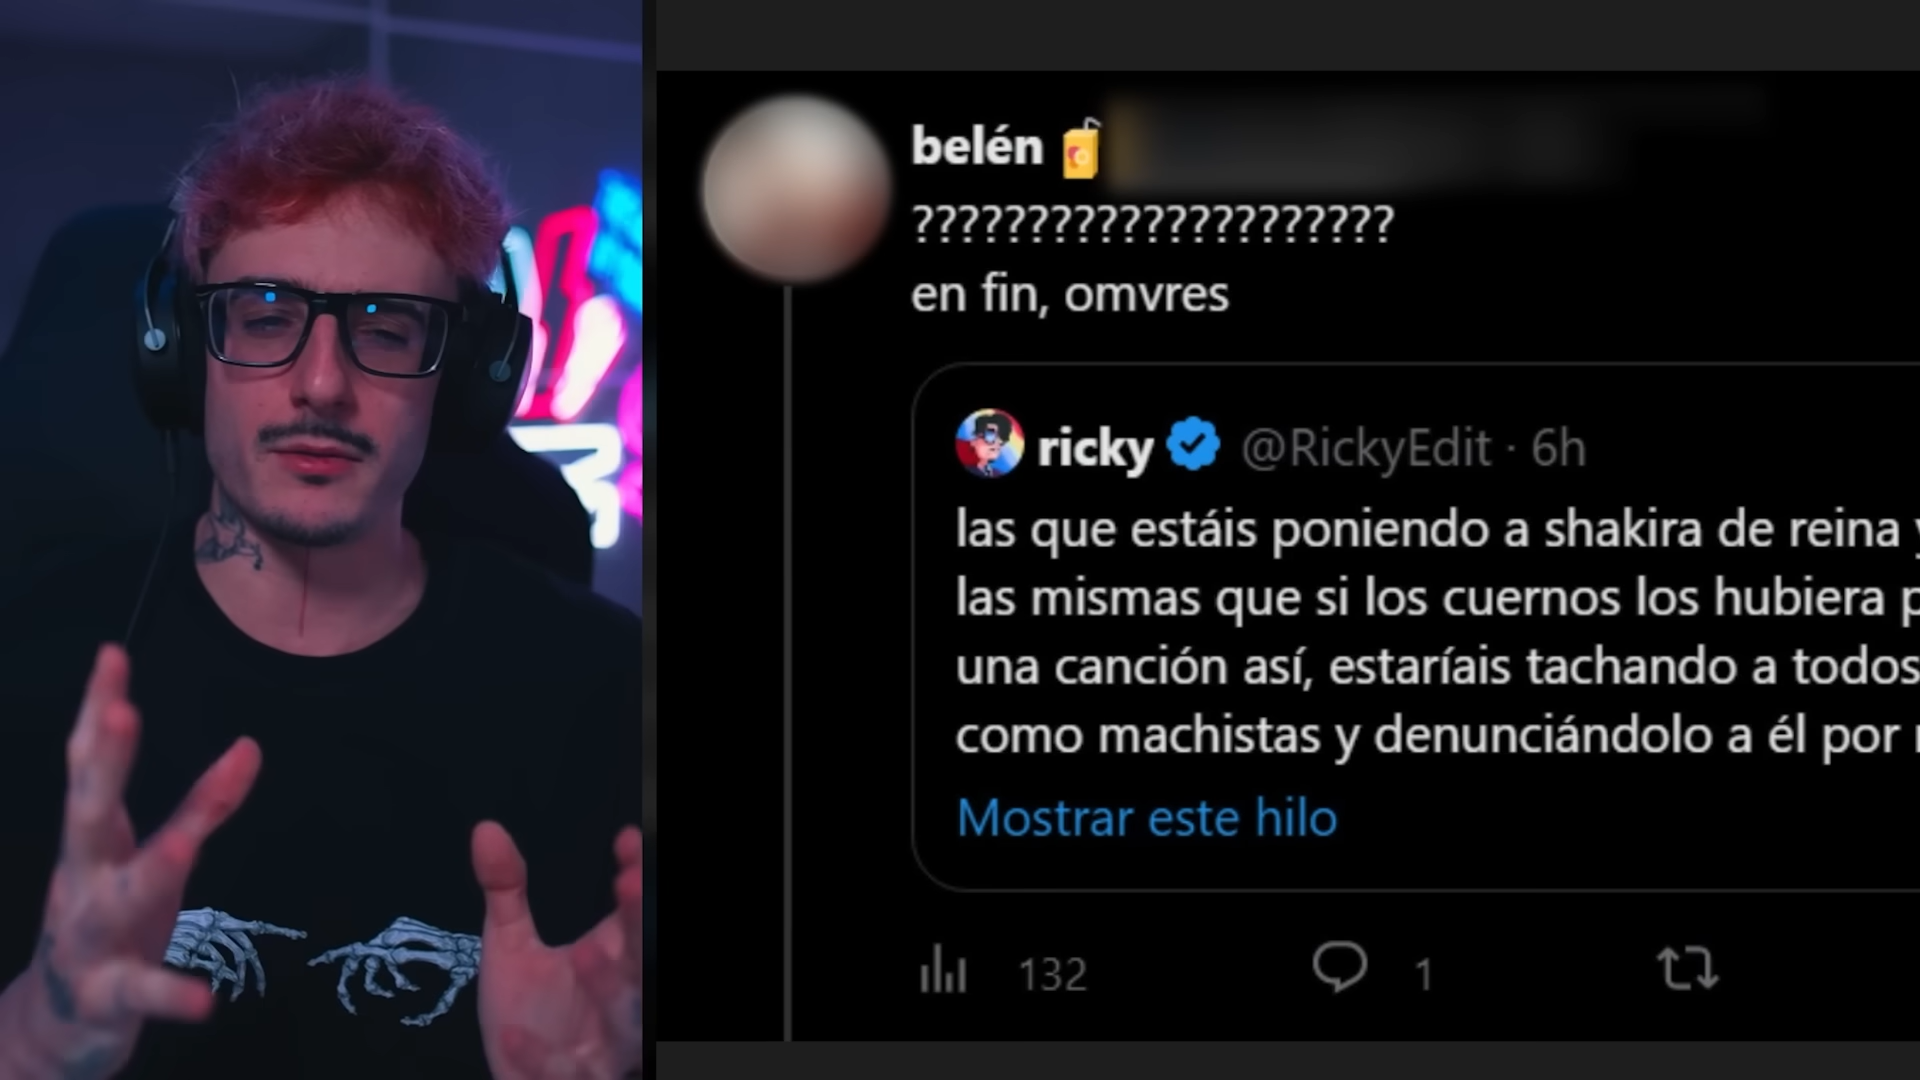 belén
?????????????????????
en fin, omvres
ricky @RickyEdit · 6h
las que estáis poniendo a shakira de reina y
las mismas que si los cuernos los hubiera
una canción así, estaríais tachando a todos
como machistas y denunciándolo a él por
Mostrar este hilo
132 1